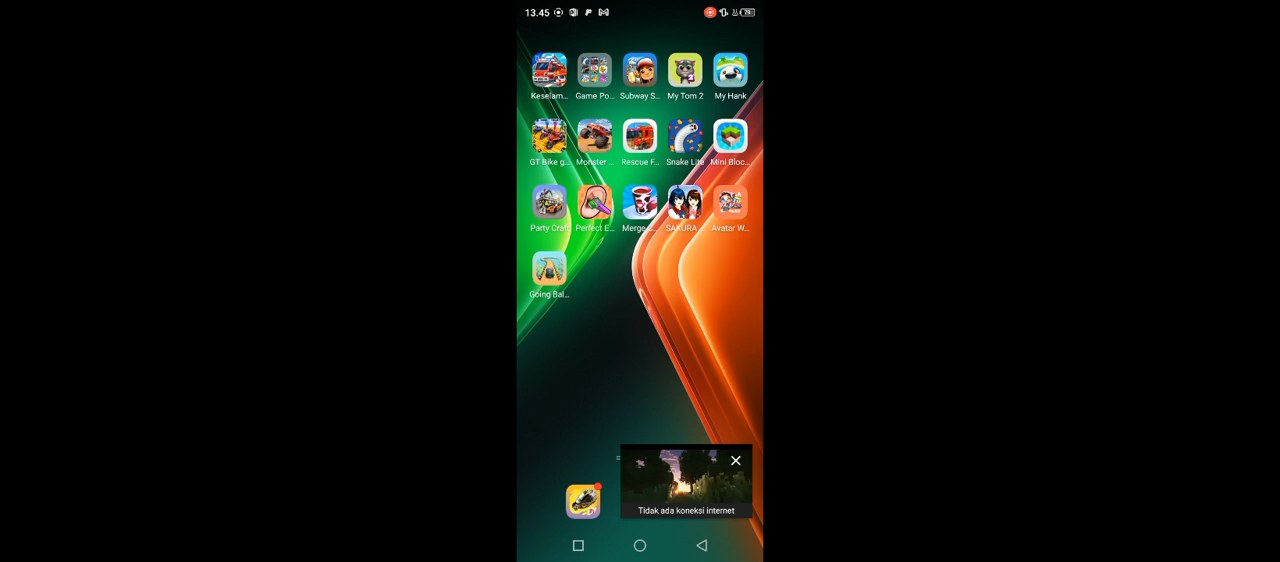 13.45
79
Keselam...
Game Po...
Subway S...
My Tom 2
My Hank
GT Bike g...
Monster ...
Rescue F...
Snake Lite
Mini Bloc...
Party Craft
Perfect E...
Merge
SAKURA...
Avatar W...
Going Bal...
Tidak ada koneksi internet